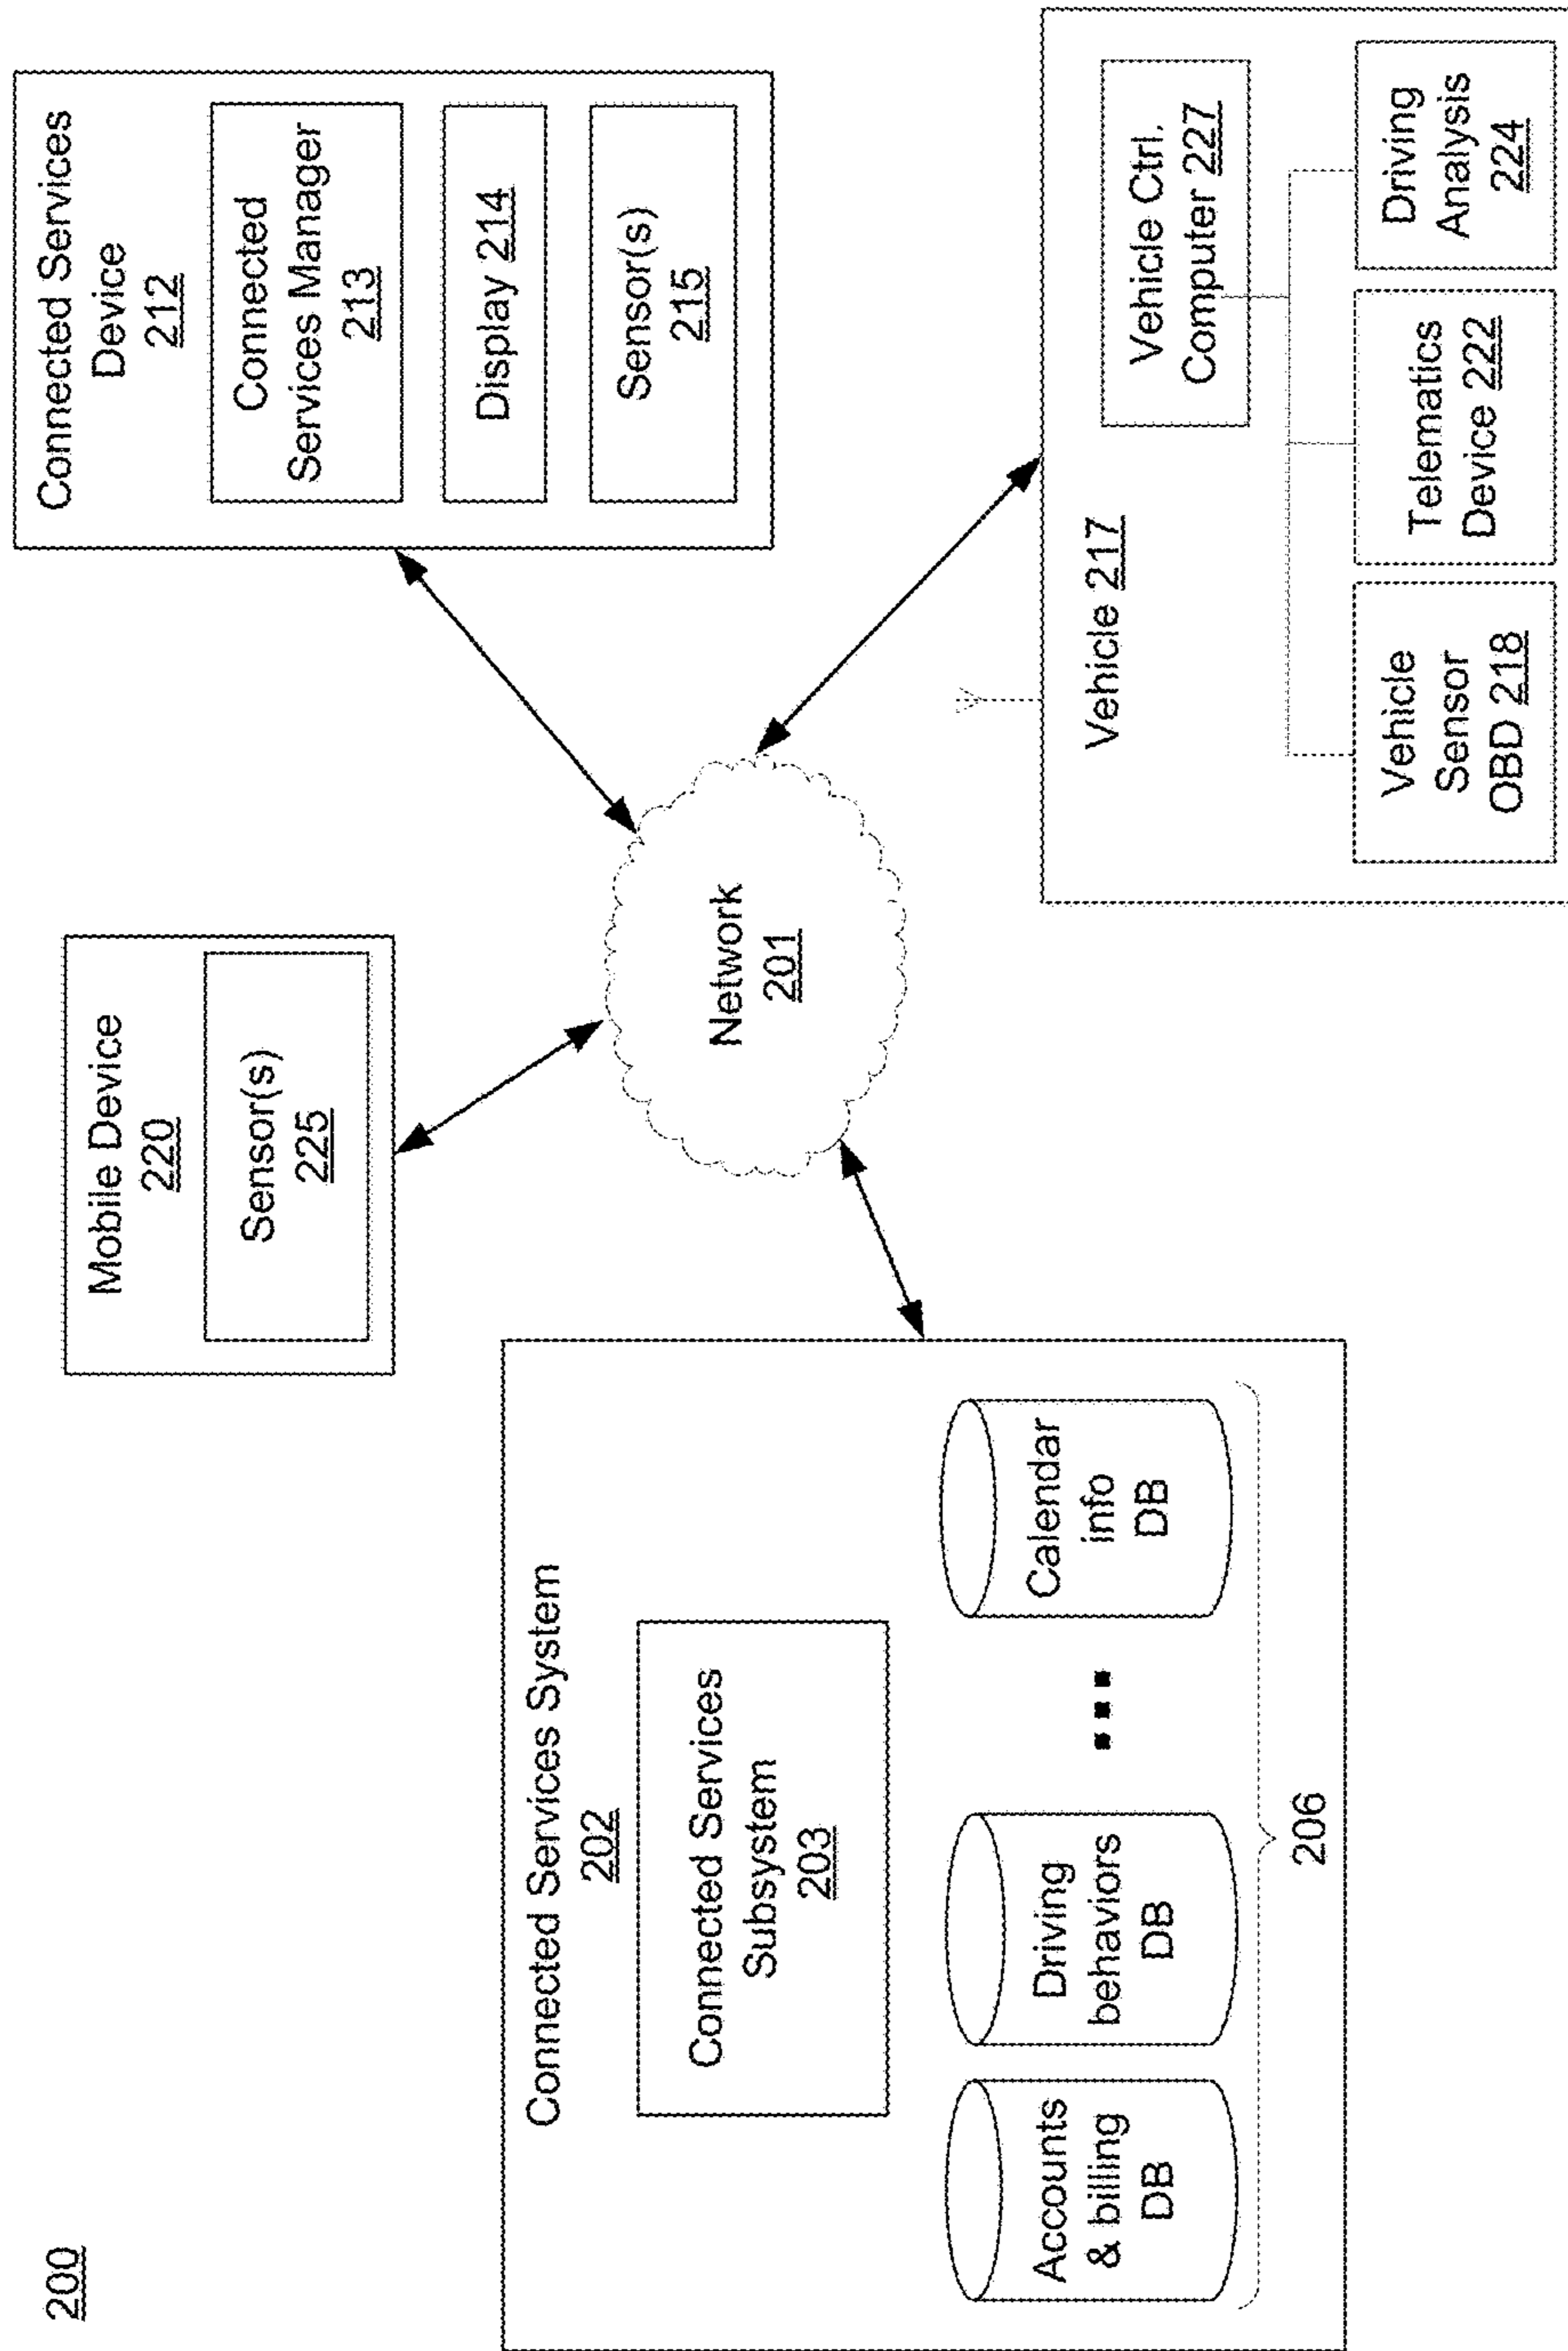 200
Connected Services System
202
Connected Services
Subsystem
203
Accounts
& billing
DB
Driving
behaviors
DB
Calendar
info
DB
206
Mobile Device
220
Sensor(s)
225
Network
201
Connected Services
Device
212
Connected
Services Manager
213
Display 214
Sensor(s)
215
Vehicle 217
Vehicle Ctrl.
Computer 227
Vehicle
Sensor
OBD 218
Telematics
Device 222
Driving
Analysis
224